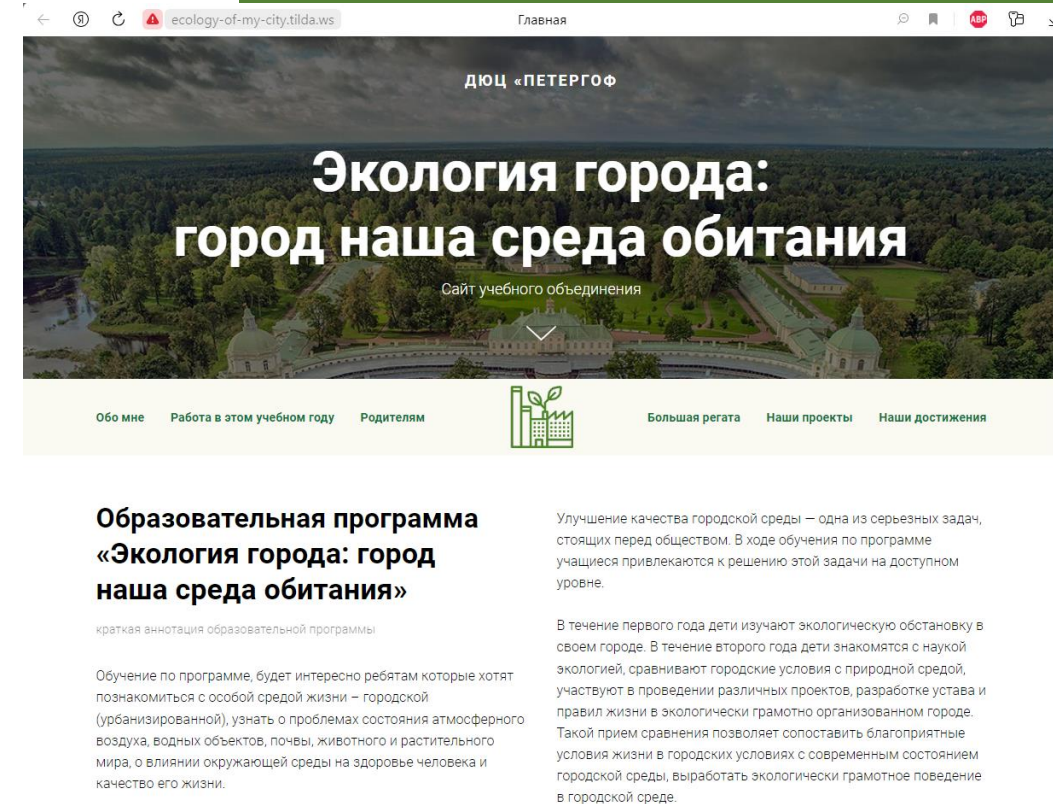 ecology-of-my-city.tilda.ws
Главная
ABP
ДЮЦ «ПЕТЕРГОФ
Экология города:
город наша среда обитания
Сайт учебного объединения
Обо мне
Работа в этом учебном году
Родителям
Большая регата
Наши проекты
Наши достижения
Образовательная программа
«Экология города: город
наша среда обитания»
краткая аннотация образовательной программы
Обучение по программе, будет интересно ребятам которые хотят
познакомиться с особой средой жизни – городской
(урбанизированной), узнать о проблемах состояния атмосферного
воздуха, водных объектов, почвы, животного и растительного
мира, о влиянии окружающей среды на здоровье человека и
качество его жизни.
Улучшение качества городской среды — одна из серьезных задач,
стоящих перед обществом. В ходе обучения по программе
учащиеся привлекаются к решению этой задачи на доступном
уровне.
В течение первого года дети изучают экологическую обстановку в
своем городе. В течение второго года дети знакомятся с наукой
экологией, сравнивают городские условия с природной средой,
участвуют в проведении различных проектов, разработке устава и
правил жизни в экологически грамотно организованном городе.
Такой прием сравнения позволяет сопоставить благоприятные
условия жизни в городских условиях с современным состоянием
городской среды, выработать экологически грамотное поведение
в городской среде.